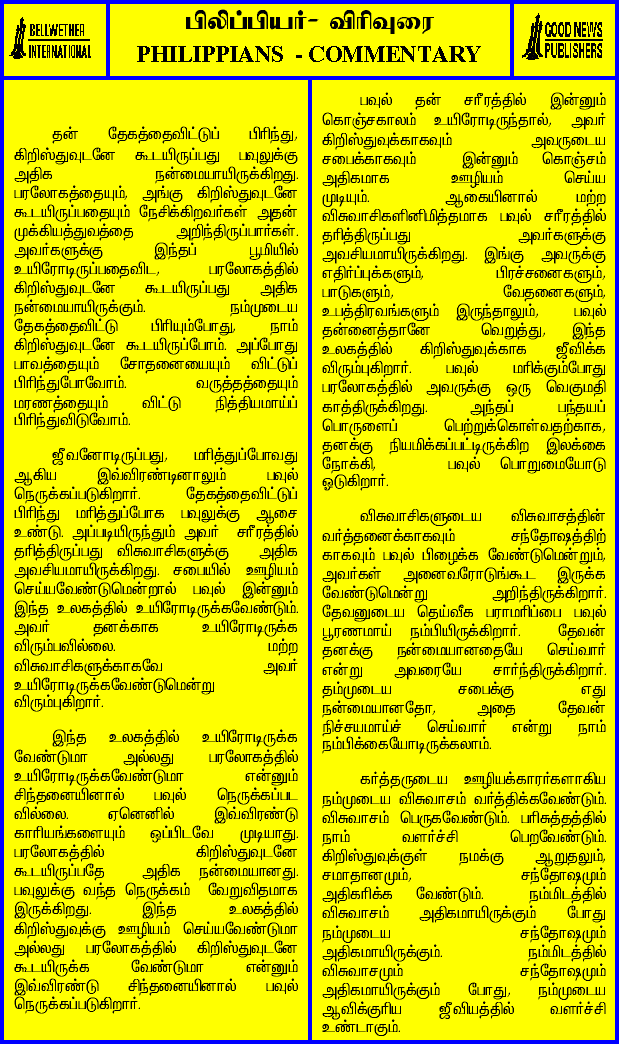 BELLWETHER
INTERNATIONAL
பிலிப்பியர்- விரிவுரை
PHILIPPIANS - COMMENTARY
GOOD NEWS
PUBLISHERS
தன் தேகத்தைவிட்டுப் பிரிந்து,
கிறிஸ்துவுடனே கூடயிருப்பது பவுலுக்கு
அதிக நன்மையாயிருக்கிறது.
பரலோகத்தையும், அங்கு கிறிஸ்துவுடனே
கூடயிருப்பதையும் நேசிக்கிறவர்கள் அதன்
முக்கியத்துவத்தை அறிந்திருப்பார்கள்.
அவர்களுக்கு இந்தப் பூமியில்
உயிரோடிருப்பதைவிட, பரலோகத்தில்
கிறிஸ்துவுடனே கூடயிருப்பது அதிக
நன்மையாயிருக்கும். நம்முடைய
தேகத்தைவிட்டு பிரியும்போது, நாம்
கிறிஸ்துவுடனே கூடயிருப்போம். அப்போது
பாவத்தையும் சோதனையையும் விட்டுப்
பிரிந்துபோவோம். வருத்தத்தையும்
மரணத்தையும் விட்டு நித்தியமாய்ப்
பிரிந்துவிடுவோம்.
ஜீவனோடிருப்பது, மரித்துப்போவது
ஆகிய இவ்விரண்டினாலும் பவுல்
நெருக்கப்படுகிறார். தேகத்தைவிட்டுப்
பிரிந்து மரித்துப்போக பவுலுக்கு ஆசை
உண்டு. அப்படியிருந்தும் அவர் சரீரத்தில்
தரித்திருப்பது விசுவாசிகளுக்கு அதிக
அவசியமாயிருக்கிறது. சபையில் ஊழியம்
செய்யவேண்டுமென்றால் பவுல் இன்னும்
இந்த உலகத்தில் உயிரோடிருக்கவேண்டும்.
அவர் தனக்காக உயிரோடிருக்க
விரும்பவில்லை. மற்ற
விசுவாசிகளுக்காகவே அவர்
உயிரோடிருக்கவேண்டுமென்று
விரும்புகிறார்.
இந்த உலகத்தில் உயிரோடிருக்க
வேண்டுமா அல்லது பரலோகத்தில்
உயிரோடிருக்கவேண்டுமா என்னும்
சிந்தனையினால் பவுல் நெருக்கப்பட
வில்லை. ஏனெனில் இவ்விரண்டு
காரியங்களையும் ஒப்பிடவே முடியாது.
பரலோகத்தில் கிறிஸ்துவுடனே
கூடயிருப்பதே அதிக நன்மையானது.
பவுலுக்கு வந்த நெருக்கம் வேறுவிதமாக
இருக்கிறது. இந்த உலகத்தில்
கிறிஸ்துவுக்கு ஊழியம் செய்யவேண்டுமா
அல்லது பரலோகத்தில் கிறிஸ்துவுடனே
கூடயிருக்க வேண்டுமா என்னும்
இவ்விரண்டு சிந்தனையினால் பவுல்
நெருக்கப்படுகிறார்.
பவுல் தன் சரீரத்தில் இன்னும்
கொஞ்சகாலம் உயிரோடிருந்தால், அவர்
கிறிஸ்துவுக்காகவும் அவருடைய
சபைக்காகவும் இன்னும் கொஞ்சம்
அதிகமாக ஊழியம் செய்ய
முடியும். ஆகையினால் மற்ற
விசுவாசிகளினிமித்தமாக பவுல் சரீரத்தில்
தரித்திருப்பது அவர்களுக்கு
அவசியமாயிருக்கிறது. இங்கு அவருக்கு
எதிர்ப்புக்களும், பிரச்சனைகளும்,
பாடுகளும், வேதனைகளும்,
உபத்திரவங்களும் இருந்தாலும், பவுல்
தன்னைத்தானே வெறுத்து, இந்த
உலகத்தில் கிறிஸ்துவுக்காக ஜீவிக்க
விரும்புகிறார். பவுல் மரிக்கும்போது
பரலோகத்தில் அவருக்கு ஒரு வெகுமதி
காத்திருக்கிறது. அந்தப் பந்தயப்
பொருளைப் பெற்றுக்கொள்வதற்காக,
தனக்கு நியமிக்கப்பட்டிருக்கிற இலக்கை
நோக்கி, பவுல் பொறுமையோடு
ஓடுகிறார்.
விசுவாசிகளுடைய விசுவாசத்தின்
வர்த்தனைக்காகவும் சந்தோஷத்திற்
காகவும் பவுல் பிழைக்க வேண்டுமென்றும்,
அவர்கள் அனைவரோடுங்கூட இருக்க
வேண்டுமென்று அறிந்திருக்கிறார்.
தேவனுடைய தெய்வீக பராமரிப்பை பவுல்
பூரணமாய் நம்பியிருக்கிறார். தேவன்
தனக்கு நன்மையானதையே செய்வார்
என்று அவரையே சார்ந்திருக்கிறார்.
தம்முடைய சபைக்கு எது
நன்மையானதோ, அதை தேவன்
நிச்சயமாய்ச் செய்வார் என்று நாம்
நம்பிக்கையோடிருக்கலாம்.
கர்த்தருடைய ஊழியக்காரர்களாகிய
நம்முடைய விசுவாசம் வர்த்திக்கவேண்டும்.
விசுவாசம் பெருகவேண்டும். பரிசுத்தத்தில்
நாம் வளர்ச்சி பெறவேண்டும்.
கிறிஸ்துவுக்குள் நமக்கு ஆறுதலும்,
சமாதானமும், சந்தோஷமும்
அதிகரிக்க வேண்டும். நம்மிடத்தில்
விசுவாசம் அதிகமாயிருக்கும் போது
நம்முடைய சந்தோஷமும்
அதிகமாயிருக்கும். நம்மிடத்தில்
விசுவாசமும் சந்தோஷமும்
அதிகமாயிருக்கும் போது, நம்முடைய
ஆவிக்குரிய ஜீவியத்தில் வளர்ச்சி
உண்டாகும்.